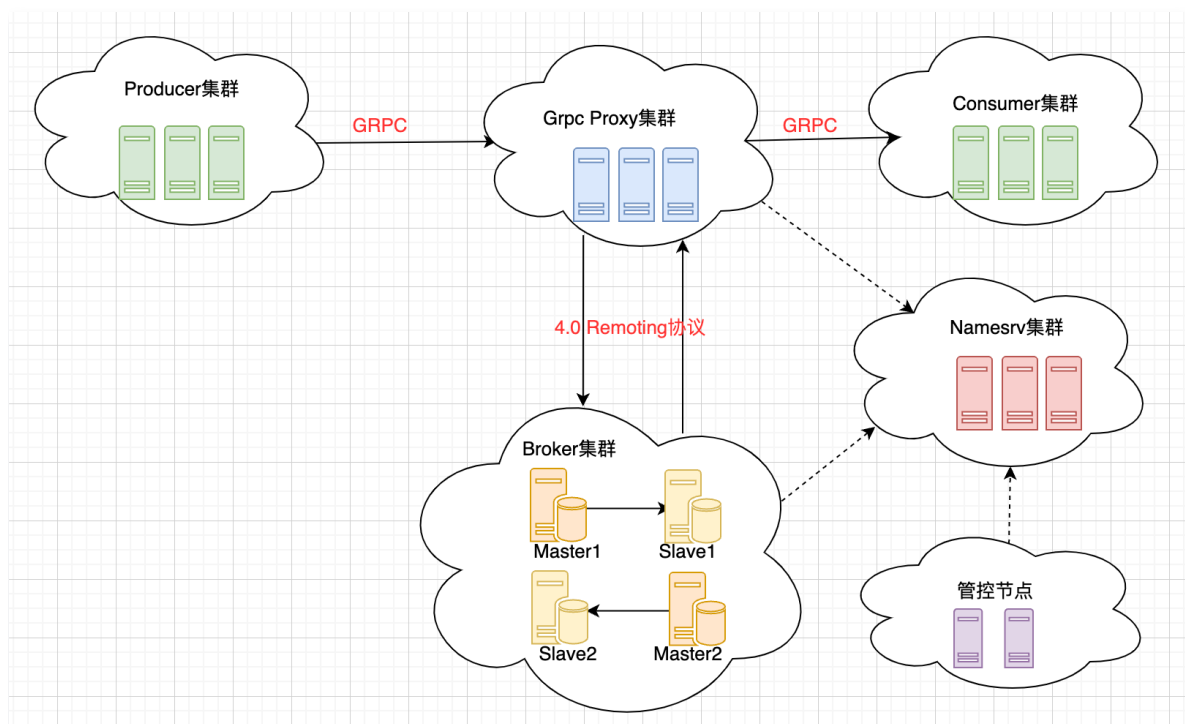 Producer集群
GRPC
Grpc Proxy集群
GRPC
Consumer集群
4.0 Remoting协议
Namesrv集群
Broker集群
Master1
Slave1
Slave2
Master2
管控节点